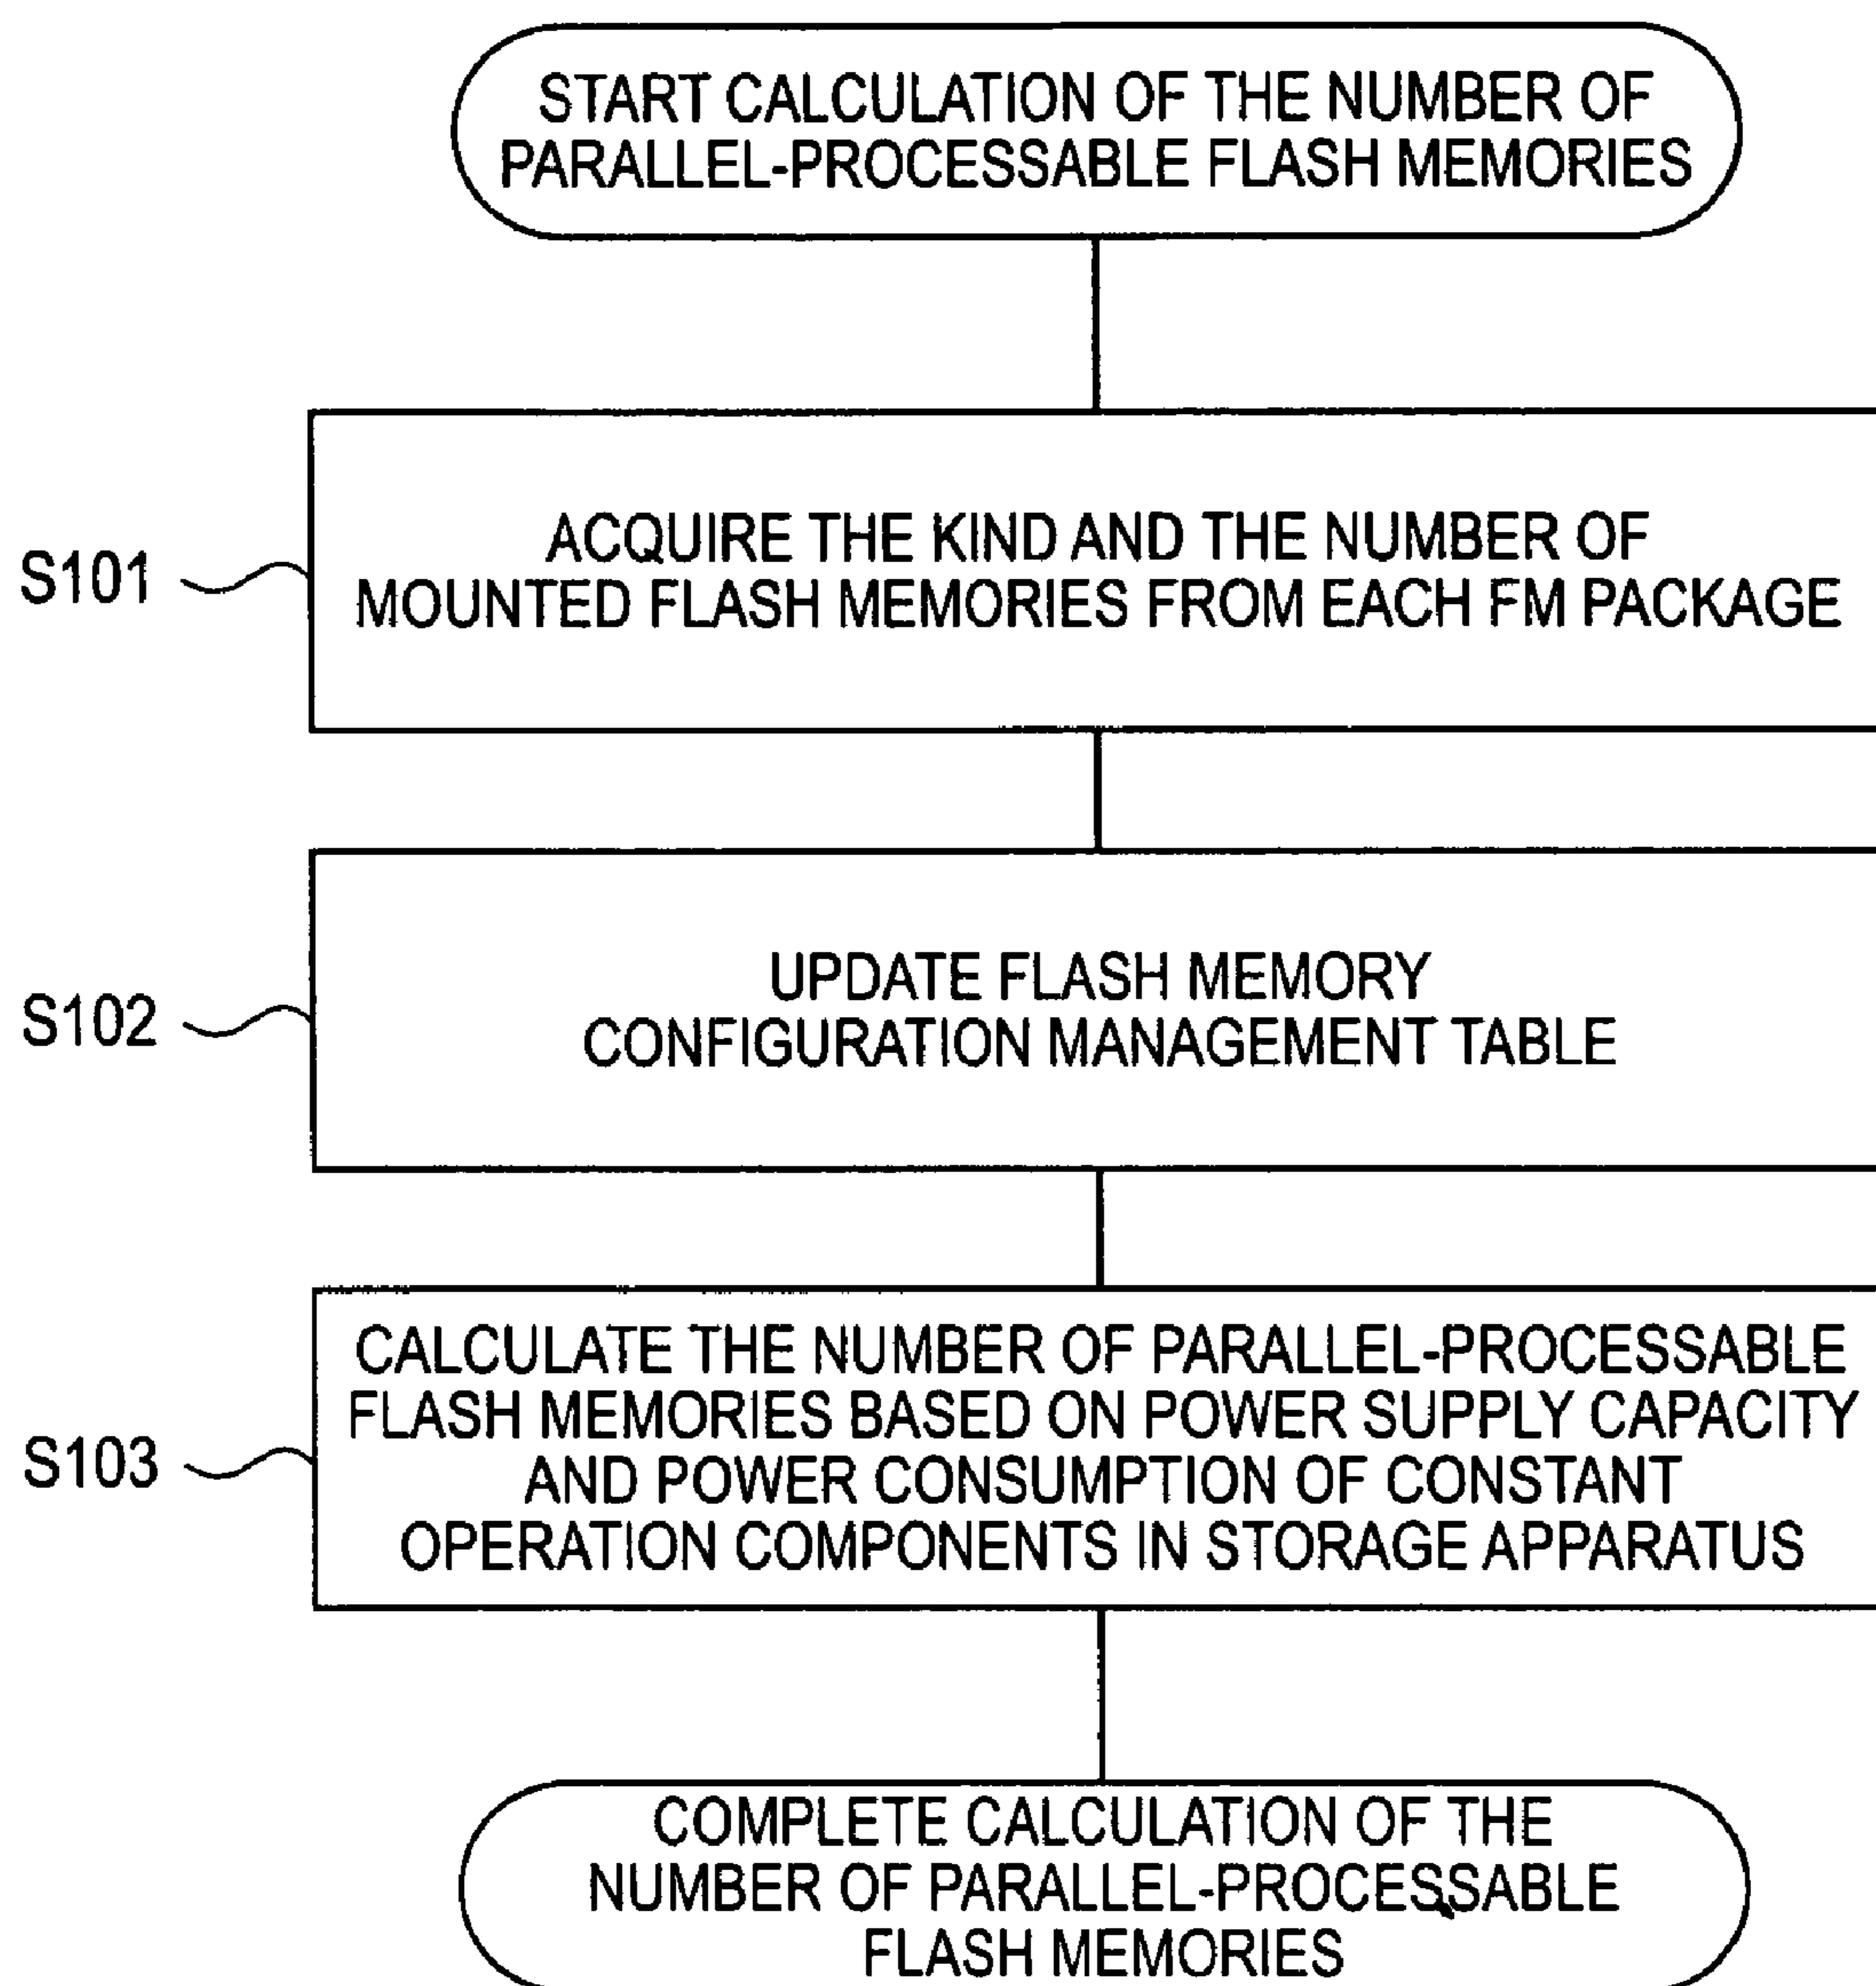 START CALCULATION OF THE NUMBER OF
PARALLEL-PROCESSABLE FLASH MEMORIES
S101
ACQUIRE THE KIND AND THE NUMBER OF
MOUNTED FLASH MEMORIES FROM EACH FM PACKAGE
S102
UPDATE FLASH MEMORY
CONFIGURATION MANAGEMENT TABLE
S103
CALCULATE THE NUMBER OF PARALLEL-PROCESSABLE
FLASH MEMORIES BASED ON POWER SUPPLY CAPACITY
AND POWER CONSUMPTION OF CONSTANT
OPERATION COMPONENTS IN STORAGE APPARATUS
COMPLETE CALCULATION OF THE
NUMBER OF PARALLEL-PROCESSABLE
FLASH MEMORIES